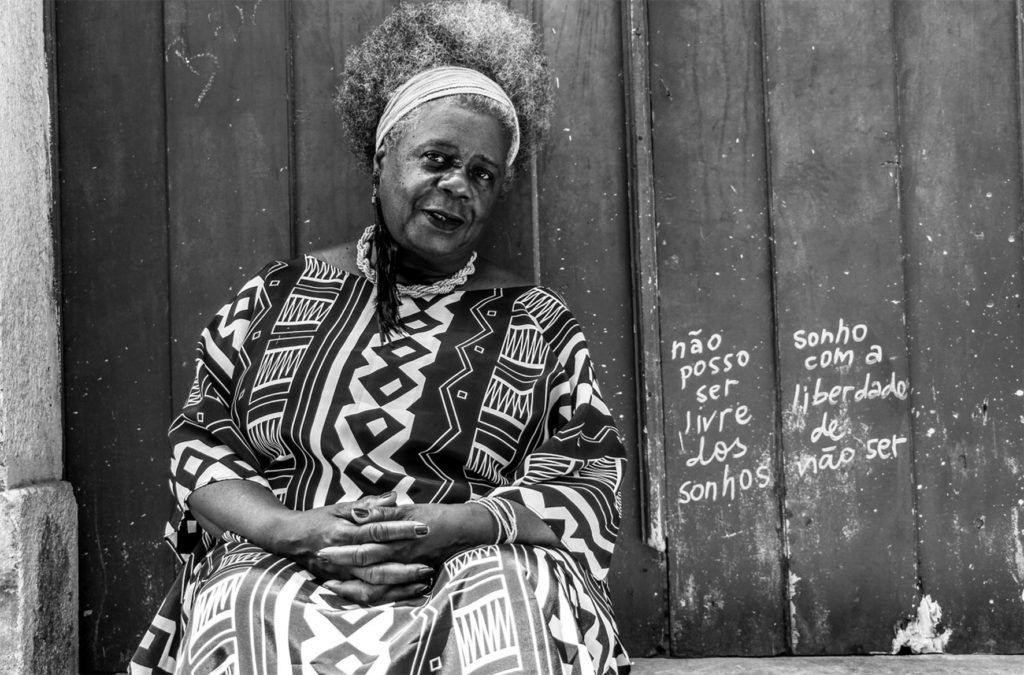 não
posso
ser
livre
dos
sonhos
sonho
com a
liberdade
de
não ser